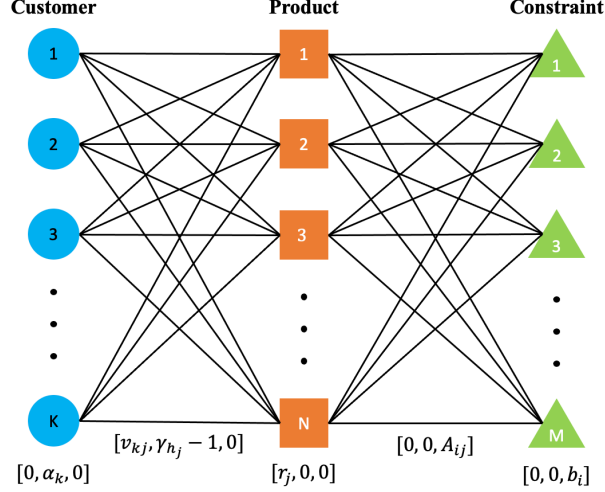 Customer Product Constraint
1 1 1
2 2 2
3 3 3
K N M
[v_{kj}, γ_{h_j} − 1, 0] [0, 0, A_{ij}]
[0, α_k, 0] [r_j, 0, 0] [0, 0, b_i]